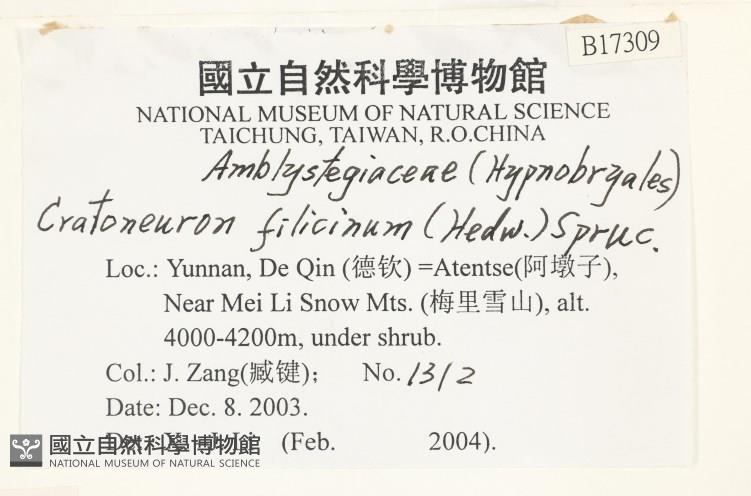 B17309
國立自然科學博物館
NATIONAL MUSEUM OF NATURAL SCIENCE
TAICHUNG, TAIWAN, R.O.CHINA
Amblystegiaceae (Hypnobryales)
Cratoneuron filicinum (Hedw.) Spruc.
Loc.: Yunnan, De Qin (德钦) =Atentse(阿墩子),
Near Mei Li Snow Mts. (梅里雪山), alt.
4000-4200m, under shrub.
Col.: J. Zang(臧键); No. 1312
Date: Dec. 8. 2003.
(Feb. 2004).
國立自然科學博物館
NATIONAL MUSEUM OF NATURAL SCIENCE